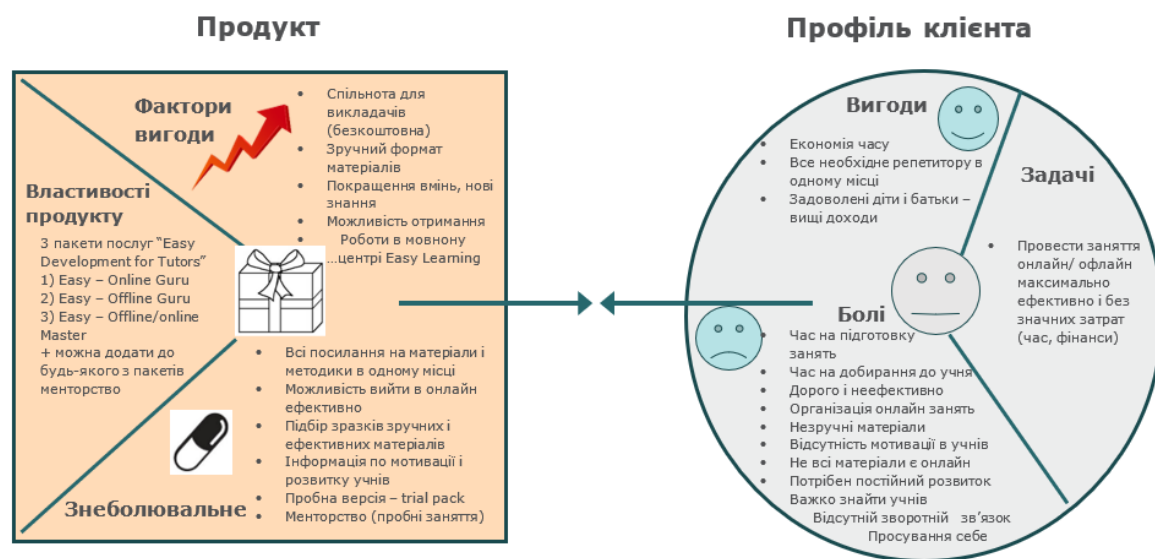 Продукт
Фактори
вигоди
Спільнота для
викладачів
(безкоштовна)
Зручний формат
матеріалів
Покращення вмінь, нові
знання
Можливість отримання
Роботи в мовному
...центрі Easy Learning
Властивості
продукту
3 пакети послуг “Easy
Development for Tutors”
1) Easy – Online Guru
2) Easy – Offline Guru
3) Easy – Offline/online
Master
+ можна додати до
будь-якого з пакетів
менторство
Всі посилання на матеріали і
методики в одному місці
Можливість вийти в онлайн
ефективно
Підбір зразків зручних і
ефективних матеріалів
Інформація по мотивації і
розвитку учнів
Пробна версія – trial pack
Менторство (пробні заняття)
Знеболювальне
Профіль клієнта
Вигоди
Економія часу
Все необхідне репетитору в
одному місці
Задоволені діти і батьки –
вищі доходи
Задачі
Провести заняття
онлайн/ офлайн
максимально
ефективно і без
значних затрат
(час, фінанси)
Болі
Час на підготовку
занять
Час на добирання до учня
Дорого і неефективно
Організація онлайн занять
Незручні матеріали
Відсутність мотивації в учнів
Не всі матеріали є онлайн
Потрібен постійний розвиток
Важко знайти учнів
Відсутній зворотній зв’язок
Просування себе